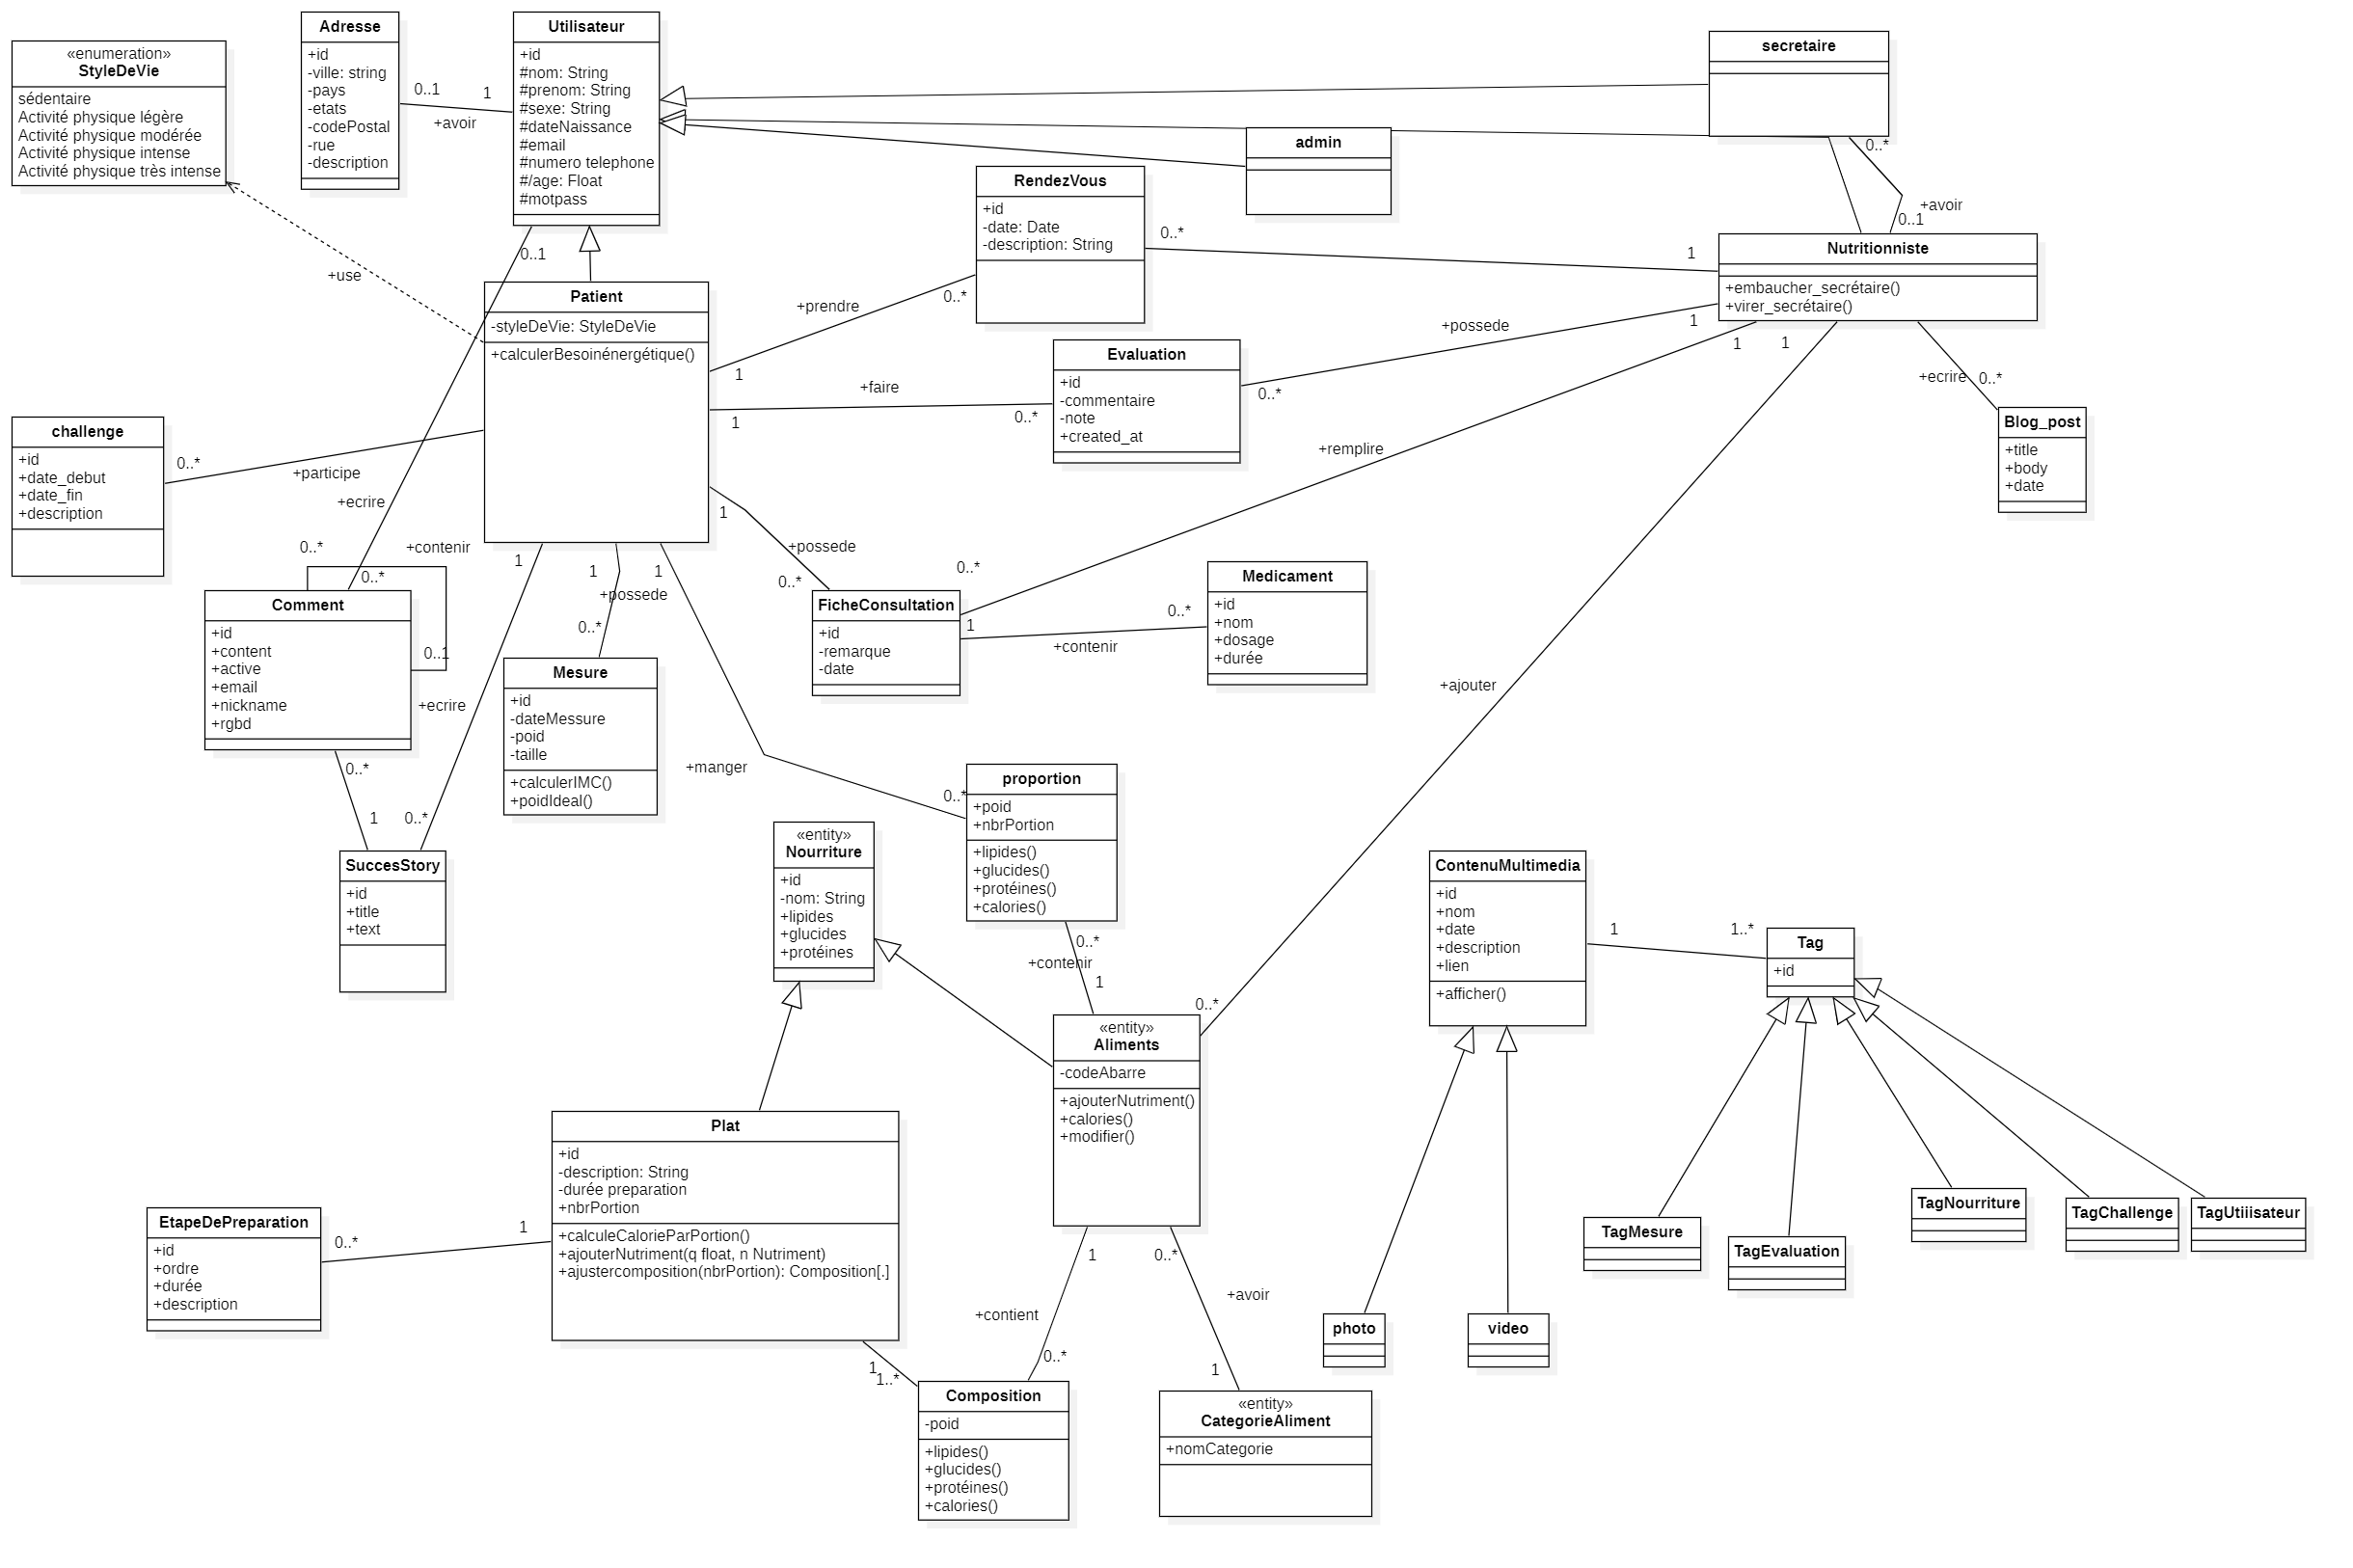 «enumeration»
StyleDeVie
sédentaire
Activité physique légère
Activité physique modérée
Activité physique intense
Activité physique très intense
Adresse
+id
-ville: string
-pays
-etats
-codePostal
-rue
-description
0..1
1
+avoir
Utilisateur
+id
#nom: String
#prenom: String
#sexe: String
#dateNaissance
#email
#numero telephone
#/age: Float
#motpass
secretaire
admin
0..*
+avoir
0..1
RendezVous
+id
-date: Date
-description: String
0..*
1
Nutritionniste
+embaucher_secrétaire()
+virer_secrétaire()
+use
0..1
Patient
-styleDeVie: StyleDeVie
+calculerBesoinénergétique()
+prendre
0..*
1
Evaluation
+id
-commentaire
-note
+created_at
+possede
1
0..*
+faire
1
0..*
1
1
+ecrire
0..*
Blog_post
+title
+body
+date
challenge
+id
+date_debut
+date_fin
+description
0..*
+participe
+ecrire
+remplire
0..*
+contenir
0..*
0..1
Comment
+id
+content
+active
+email
+nickname
+rgbd
1
+ecrire
1
+possede
0..*
1
1
+possede
0..*
0..*
FicheConsultation
+id
-remarque
-date
1
0..*
+contenir
Medicament
+id
+nom
+dosage
+durée
+ajouter
Mesure
+id
-dateMessure
-poid
-taille
+calculerIMC()
+poidIdeal()
0..*
1
0..*
SuccesStory
+id
+title
+text
+manger
0..*
proportion
+poid
+nbrPortion
+lipides()
+glucides()
+protéines()
+calories()
«entity»
Nourriture
+id
-nom: String
+lipides
+glucides
+protéines
0..*
+contenir
1
0..*
«entity»
Aliments
-codeAbarre
+ajouterNutriment()
+calories()
+modifier()
ContenuMultimedia
+id
+nom
+date
+description
+lien
+afficher()
1
1..*
Tag
+id
Plat
+id
-description: String
-durée preparation
+nbrPortion
+calculeCalorieParPortion()
+ajouterNutriment(q float, n Nutriment)
+ajustercomposition(nbrPortion): Composition[.]
EtapeDePreparation
+id
+ordre
+durée
+description
0..*
1
TagMesure
TagEvaluation
TagNourriture
TagChallenge
TagUtiiisateur
photo
video
1
0..*
+contient
+avoir
0..*
1
1
1..*
Composition
-poid
+lipides()
+glucides()
+protéines()
+calories()
«entity»
CategorieAliment
+nomCategorie